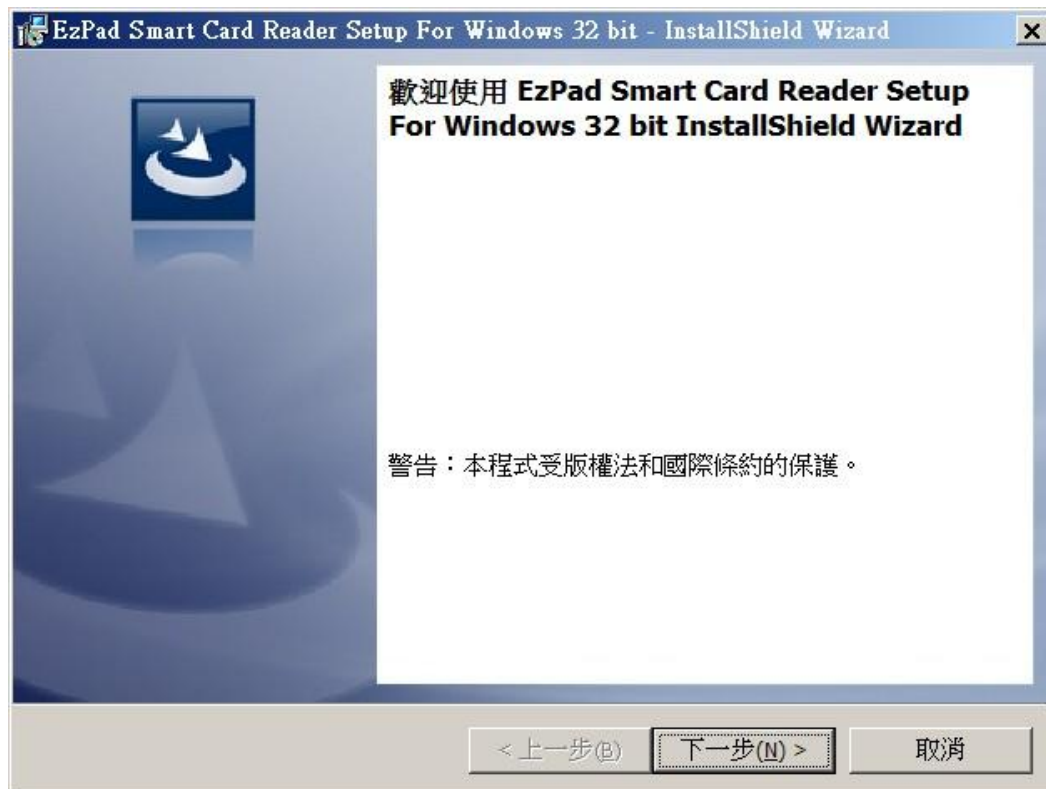 EzPad Smart Card Reader Setup For Windows 32 bit - InstallShield Wizard
歡迎使用 EzPad Smart Card Reader Setup
For Windows 32 bit InstallShield Wizard
警告：本程式受版權法和國際條約的保護。
< 上一步(B) 下一步(N) > 取消